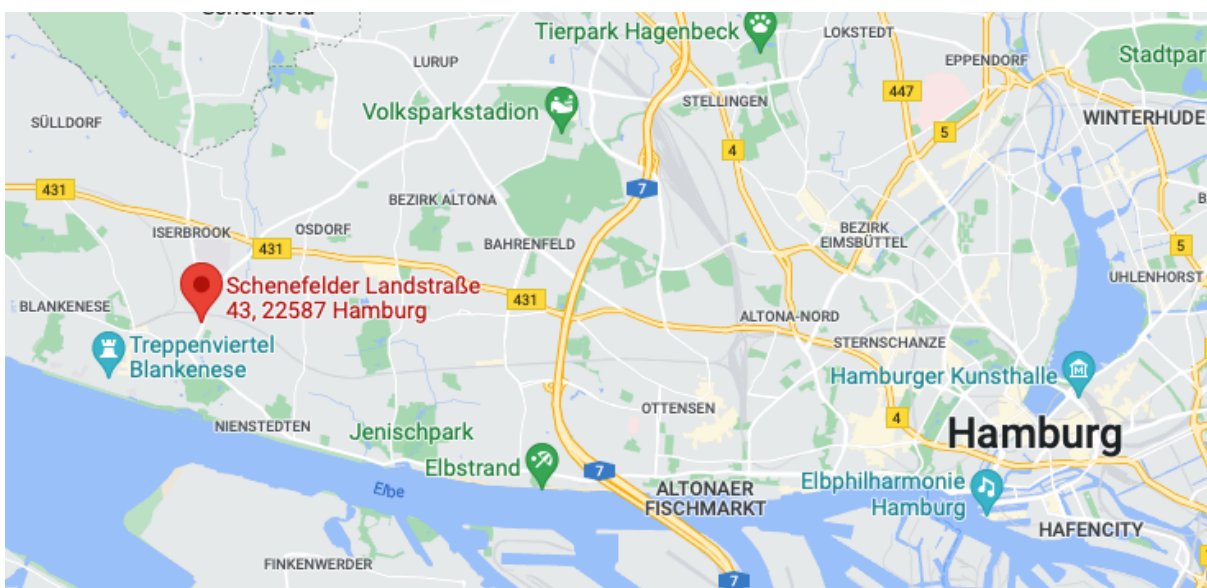 Schenefeld
Tierpark Hagenbeck
LOKSTEDT
EPPENDORF
Stadtpar
LURUP
447
STELLINGEN
Volksparkstadion
SÜLLDORF
5
WINTERHUDE
4
431
7
BEZIRK ALTONA
B
ISERBROOK
OSDORF
431
BAHRENFELD
BEZIRK
EIMSBÜTTEL
5
UHLENHORST
Schenefelder Landstraße
43, 22587 Hamburg
431
BLANKENESE
ALTONA-NORD
STERNSCHANZE
Treppenviertel
Blankenese
Hamburger Kunsthalle
OTTENSEN
4
NIENSTEDTEN
Jenischpark
Hamburg
Elbstrand
7
Elbe
ALTONAER
FISCHMARKT
Elbphilharmonie
Hamburg
HAFENCITY
FINKENWERDER
7